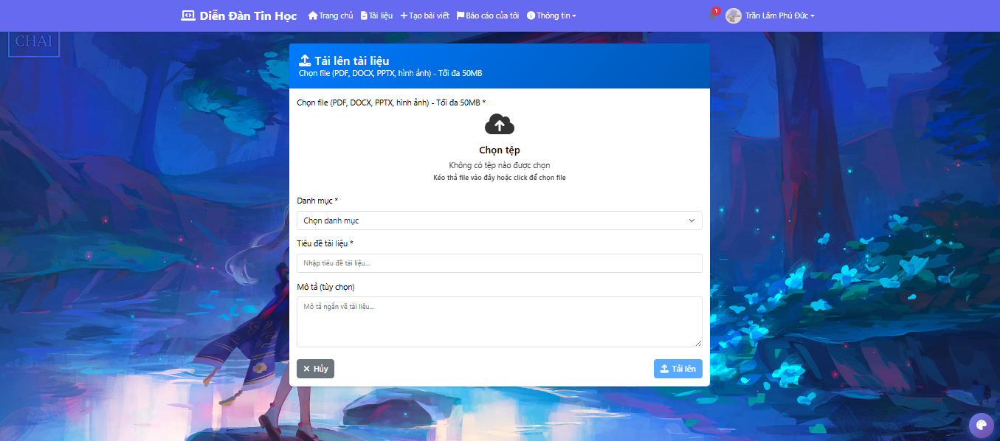 Diễn Đàn Tin Học Trang chủ Tài liệu Tạo bài viết Báo cáo của tôi Thông tin 1 Trần Lâm Phú Đức
CHAI
Tải lên tài liệu
Chọn file (PDF, DOCX, PPTX, hình ảnh) - Tối đa 50MB
Chọn file (PDF, DOCX, PPTX, hình ảnh) - Tối đa 50MB *
Chọn tệp
Không có tệp nào được chọn
Kéo thả file vào đây hoặc click để chọn file
Danh mục *
Chọn danh mục
Tiêu đề tài liệu *
Nhập tiêu đề tài liệu...
Mô tả (tùy chọn)
Mô tả ngắn về tài liệu...
Hủy Tải lên